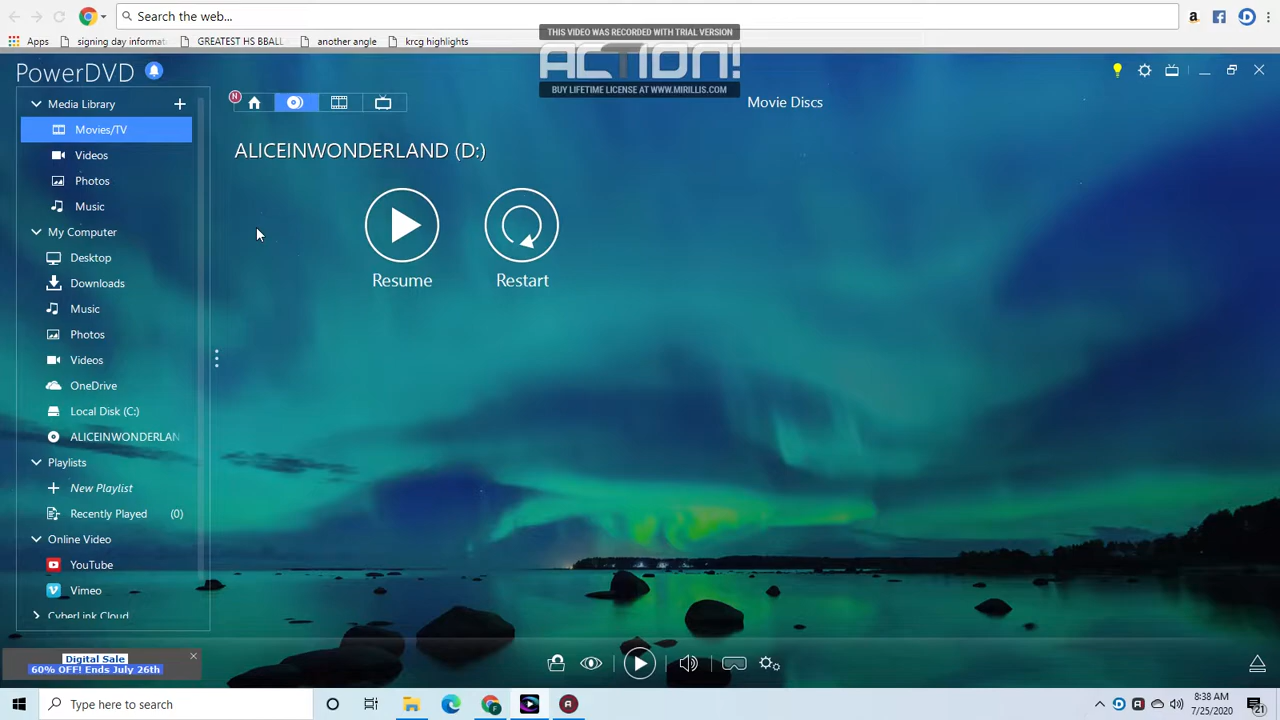 Search the web...
Apps
signing day informat
GREATEST HS BBALL
another angle
krcg highlights
THIS VIDEO WAS RECORDED WITH TRIAL VERSION
ACTION!
BUY LIFETIME LICENSE AT WWW.MIRILLIS.COM
PowerDVD
Media Library
Movies/TV
Videos
Photos
Music
My Computer
Desktop
Downloads
Music
Photos
Videos
OneDrive
Local Disk (C:)
ALICEINWONDERLAN
Playlists
New Playlist
Recently Played (0)
Online Video
YouTube
Vimeo
CyberLink Cloud
N
Movie Discs
ALICEINWONDERLAND (D:)
Resume
Restart
Digital Sale
60% OFF! Ends July 26th
Type here to search
8:38 AM
7/25/2020
21